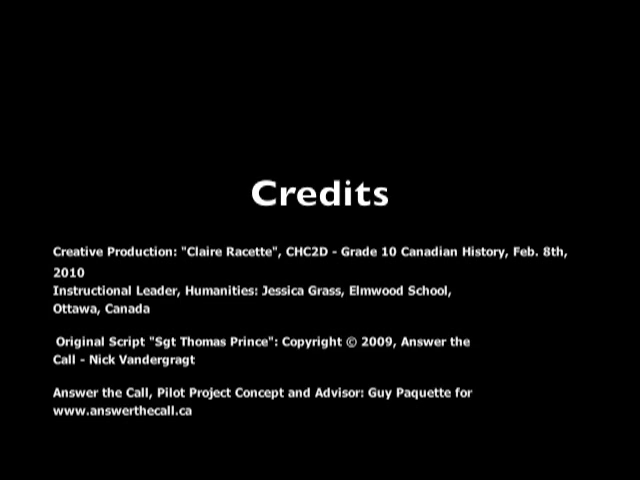 Credits
Creative Production: "Claire Racette", CHC2D - Grade 10 Canadian History, Feb. 8th,
2010
Instructional Leader, Humanities: Jessica Grass, Elmwood School,
Ottawa, Canada
Original Script "Sgt Thomas Prince": Copyright © 2009, Answer the
Call - Nick Vandergragt
Answer the Call, Pilot Project Concept and Advisor: Guy Paquette for
www.answerthecall.ca